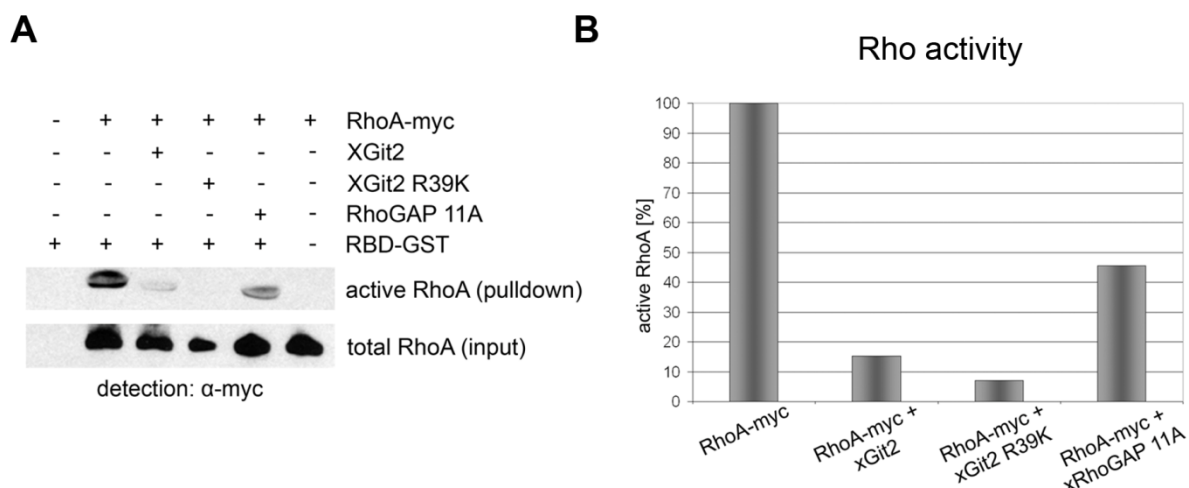 A
- + + + + + RhoA-myc
- - + - - - XGit2
- - - + - - XGit2 R39K
- - - - + - RhoGAP 11A
+ + + + + - RBD-GST
active RhoA (pulldown)
total RhoA (input)
detection: α-myc
B
Rho activity
active RhoA [%]
100
90
80
70
60
50
40
30
20
10
0
RhoA-myc
RhoA-myc +
xGit2
RhoA-myc +
xGit2 R39K
RhoA-myc +
xRhoGAP 11A